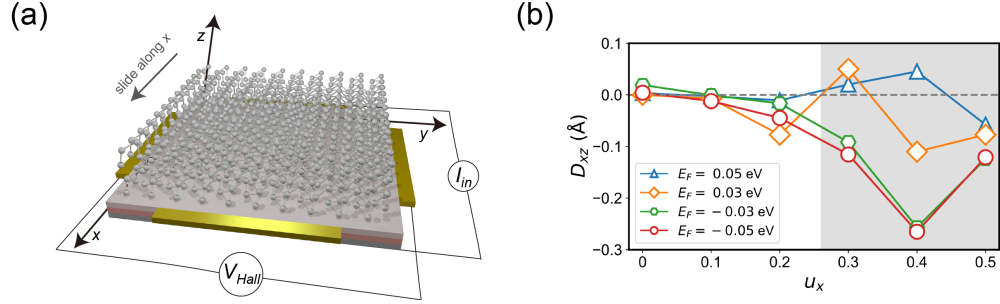 (a)
z
slide along x
y
I_in
x
V_Hall
(b)
0.1
0.0
−0.1
−0.2
−0.3
D_xz (Å)
E_F = 0.05 eV
E_F = 0.03 eV
E_F = − 0.03 eV
E_F = − 0.05 eV
0 0.1 0.2 0.3 0.4 0.5
u_x